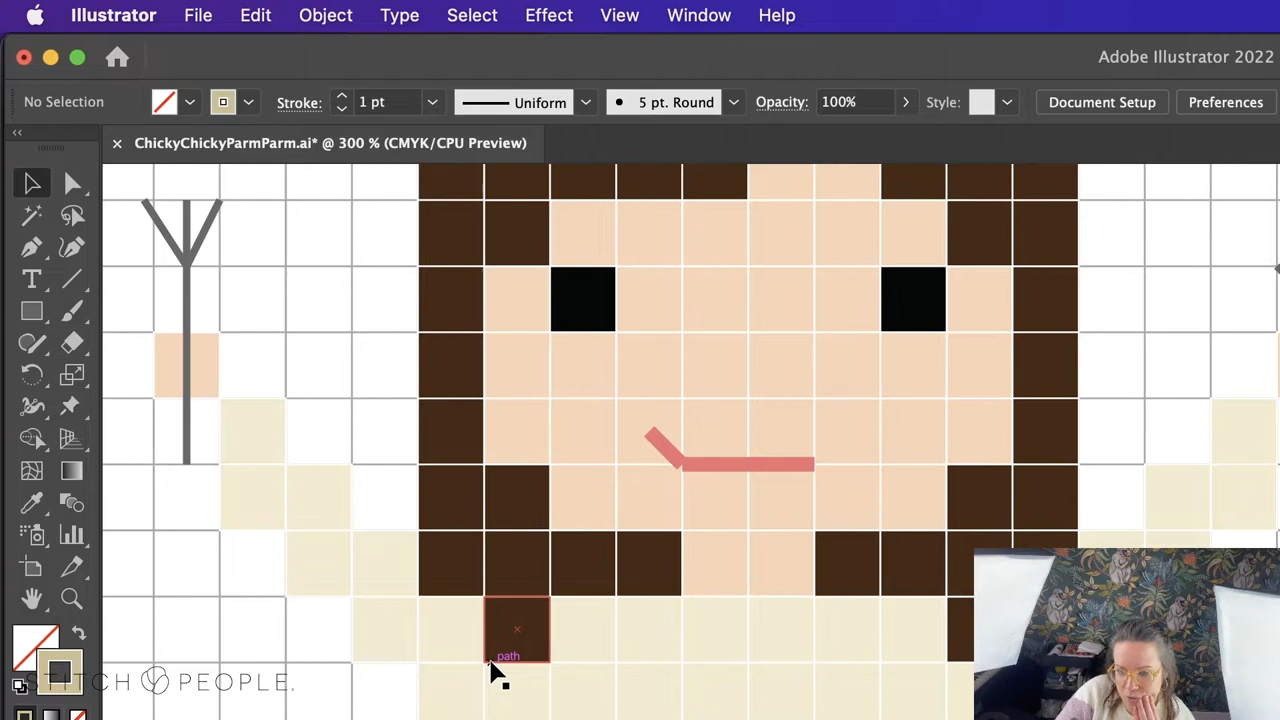 Illustrator File Edit Object Type Select Effect View Window Help
Adobe Illustrator 2022
No Selection Stroke: 1 pt Uniform 5 pt. Round Opacity: 100% Style: Document Setup Preferences
ChickyChickyParmParm.ai* @ 300 % (CMYK/CPU Preview)
path
STITCH PEOPLE.